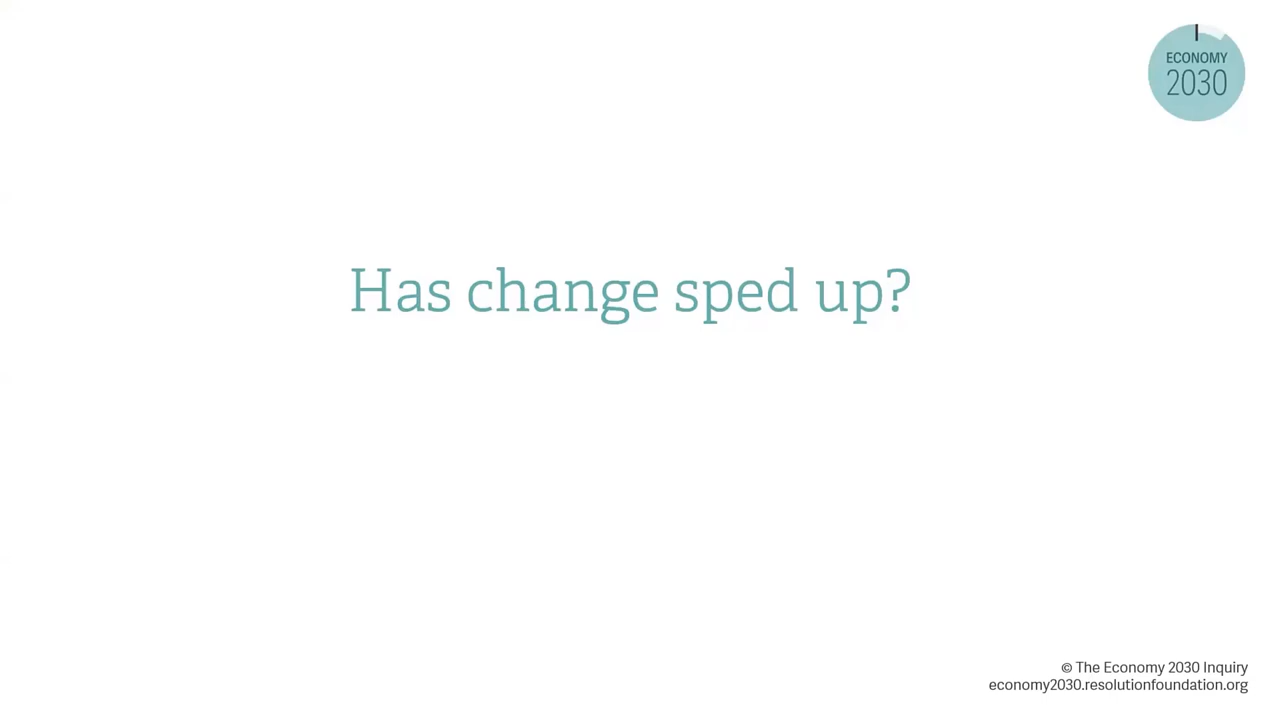 ECONOMY
2030
Has change sped up?
© The Economy 2030 Inquiry
economy2030.resolutionfoundation.org